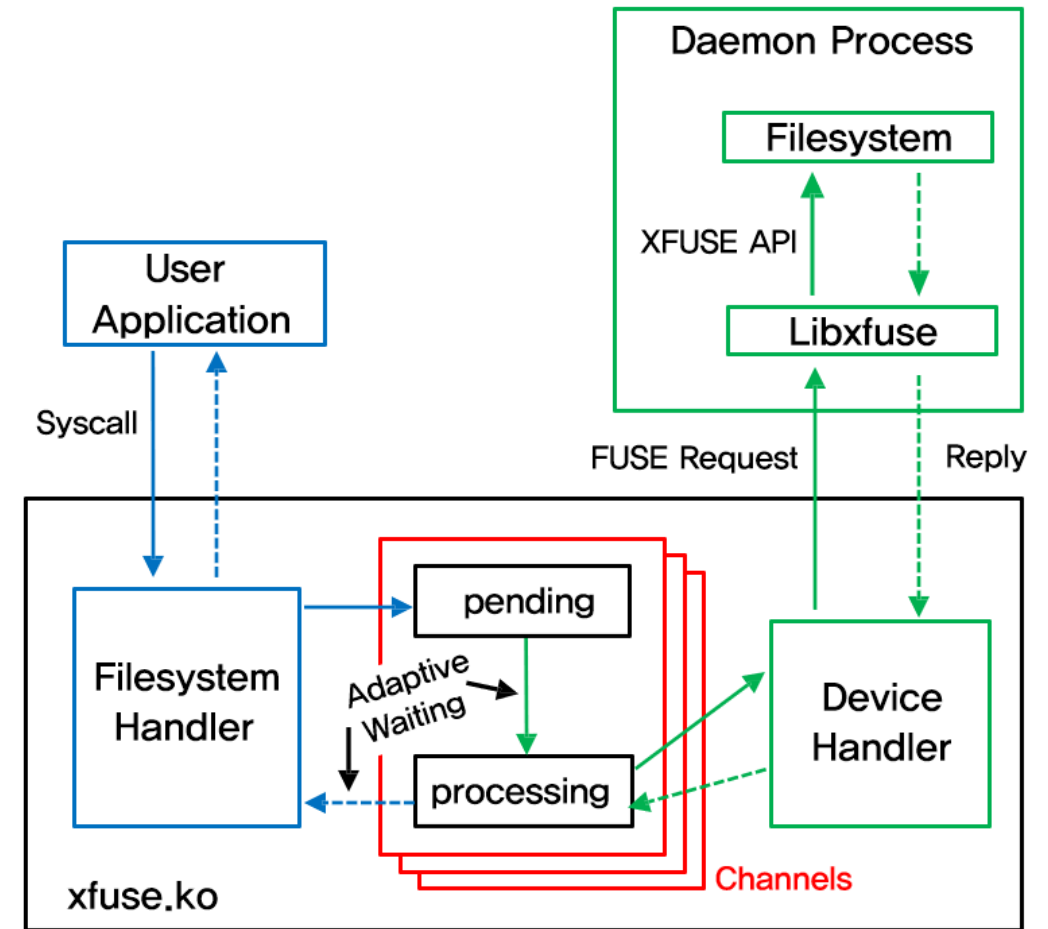 Daemon Process
Filesystem
XFUSE API
User
Application
Libxfuse
Syscall
FUSE Request
Reply
pending
Adaptive
Waiting
Filesystem
Handler
Device
Handler
processing
Channels
xfuse.ko